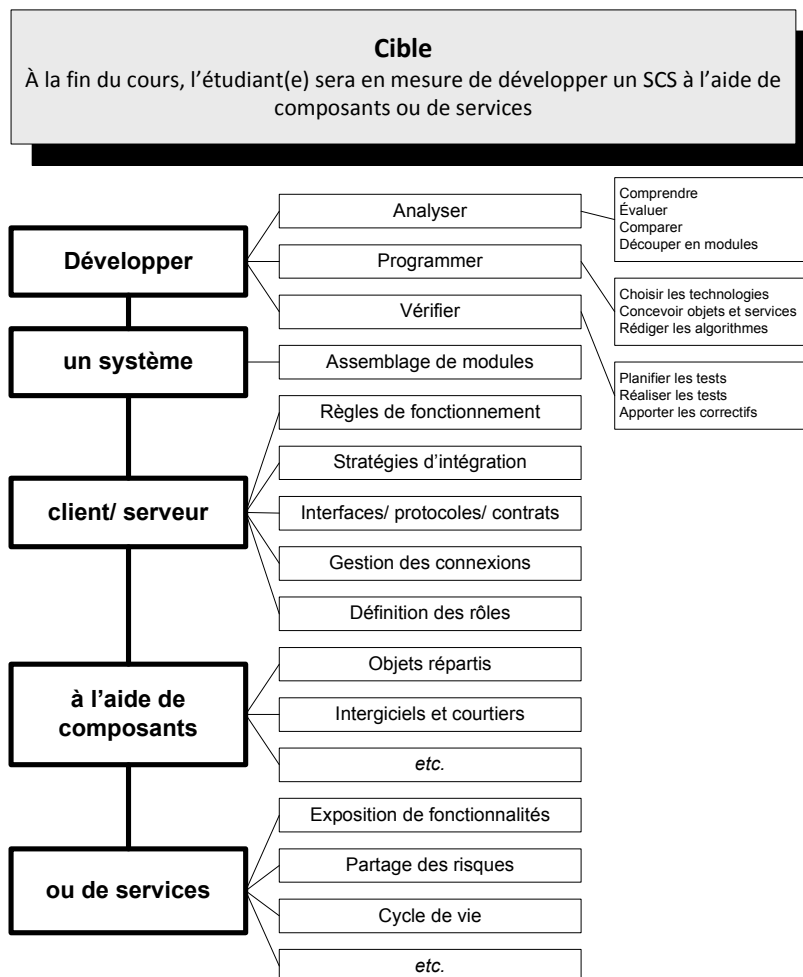 Cible
À la fin du cours, l'étudiant(e) sera en mesure de développer un SCS à l'aide de
composants ou de services
Développer
Analyser
Comprendre
Évaluer
Comparer
Découper en modules
Programmer
Choisir les technologies
Concevoir objets et services
Rédiger les algorithmes
Vérifier
Planifier les tests
Réaliser les tests
Apporter les correctifs
un système
Assemblage de modules
client/ serveur
Règles de fonctionnement
Stratégies d'intégration
Interfaces/ protocoles/ contrats
Gestion des connexions
Définition des rôles
à l'aide de
composants
Objets répartis
Intergiciels et courtiers
etc.
ou de services
Exposition de fonctionnalités
Partage des risques
Cycle de vie
etc.